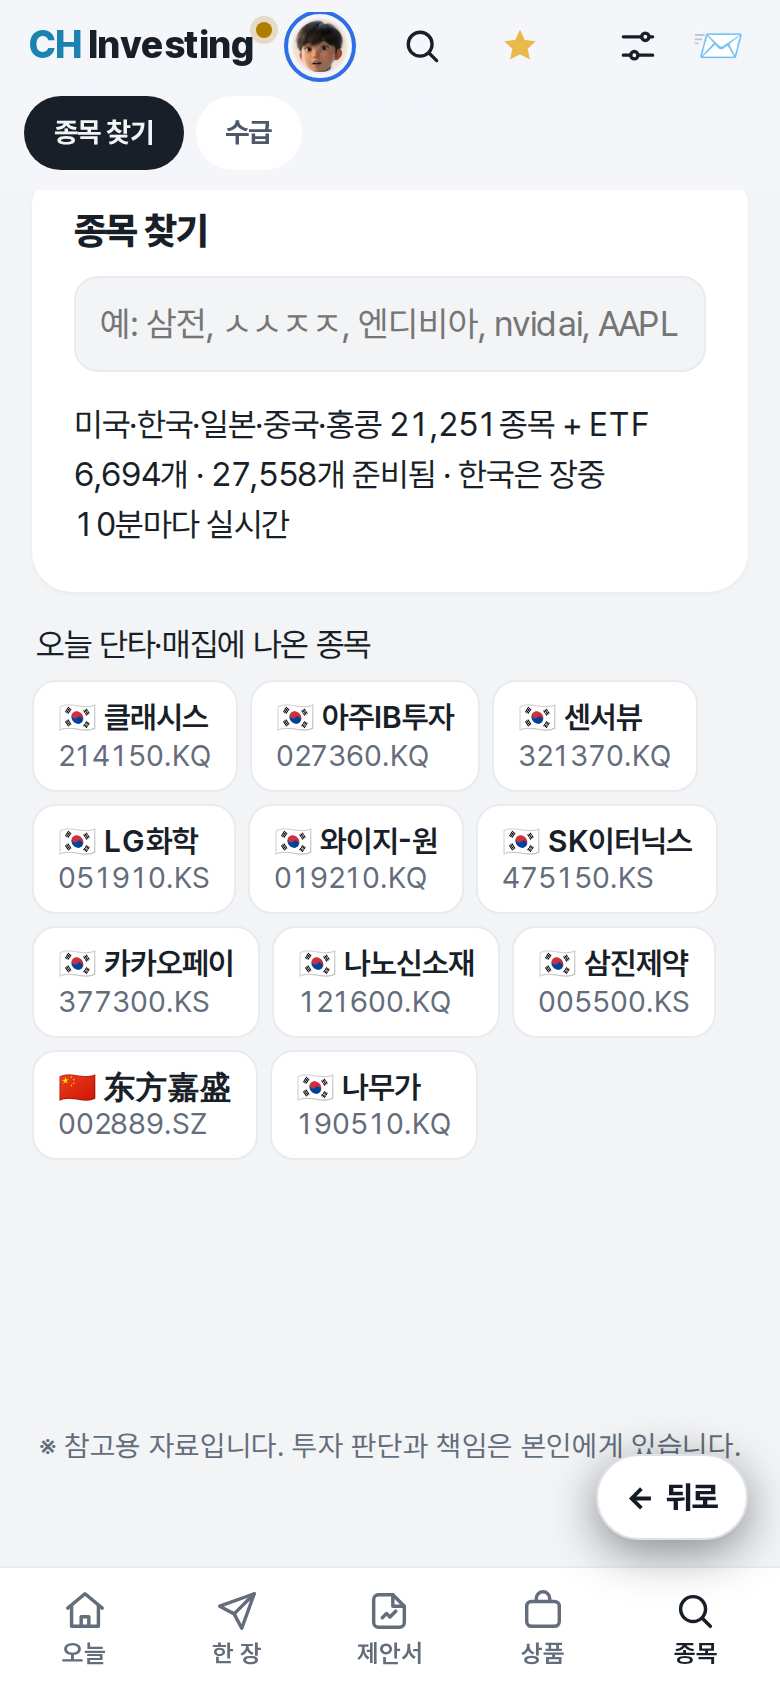 CH Investing
종목 찾기
수급
종목 찾기
예: 삼전, ㅅㅅㅈㅈ, 엔디비아, nvidai, AAPL
미국·한국·일본·중국·홍콩 21,251종목 + ETF
6,694개 · 27,558개 준비됨 · 한국은 장중
10분마다 실시간
오늘 단타·매집에 나온 종목
클래시스
214150.KQ
아주IB투자
027360.KQ
센서뷰
321370.KQ
LG화학
051910.KS
와이지-원
019210.KQ
SK이터닉스
475150.KS
카카오페이
377300.KS
나노신소재
121600.KQ
삼진제약
005500.KS
东方嘉盛
002889.SZ
나무가
190510.KQ
※ 참고용 자료입니다. 투자 판단과 책임은 본인에게 있습니다.
← 뒤로
오늘
한 장
제안서
상품
종목